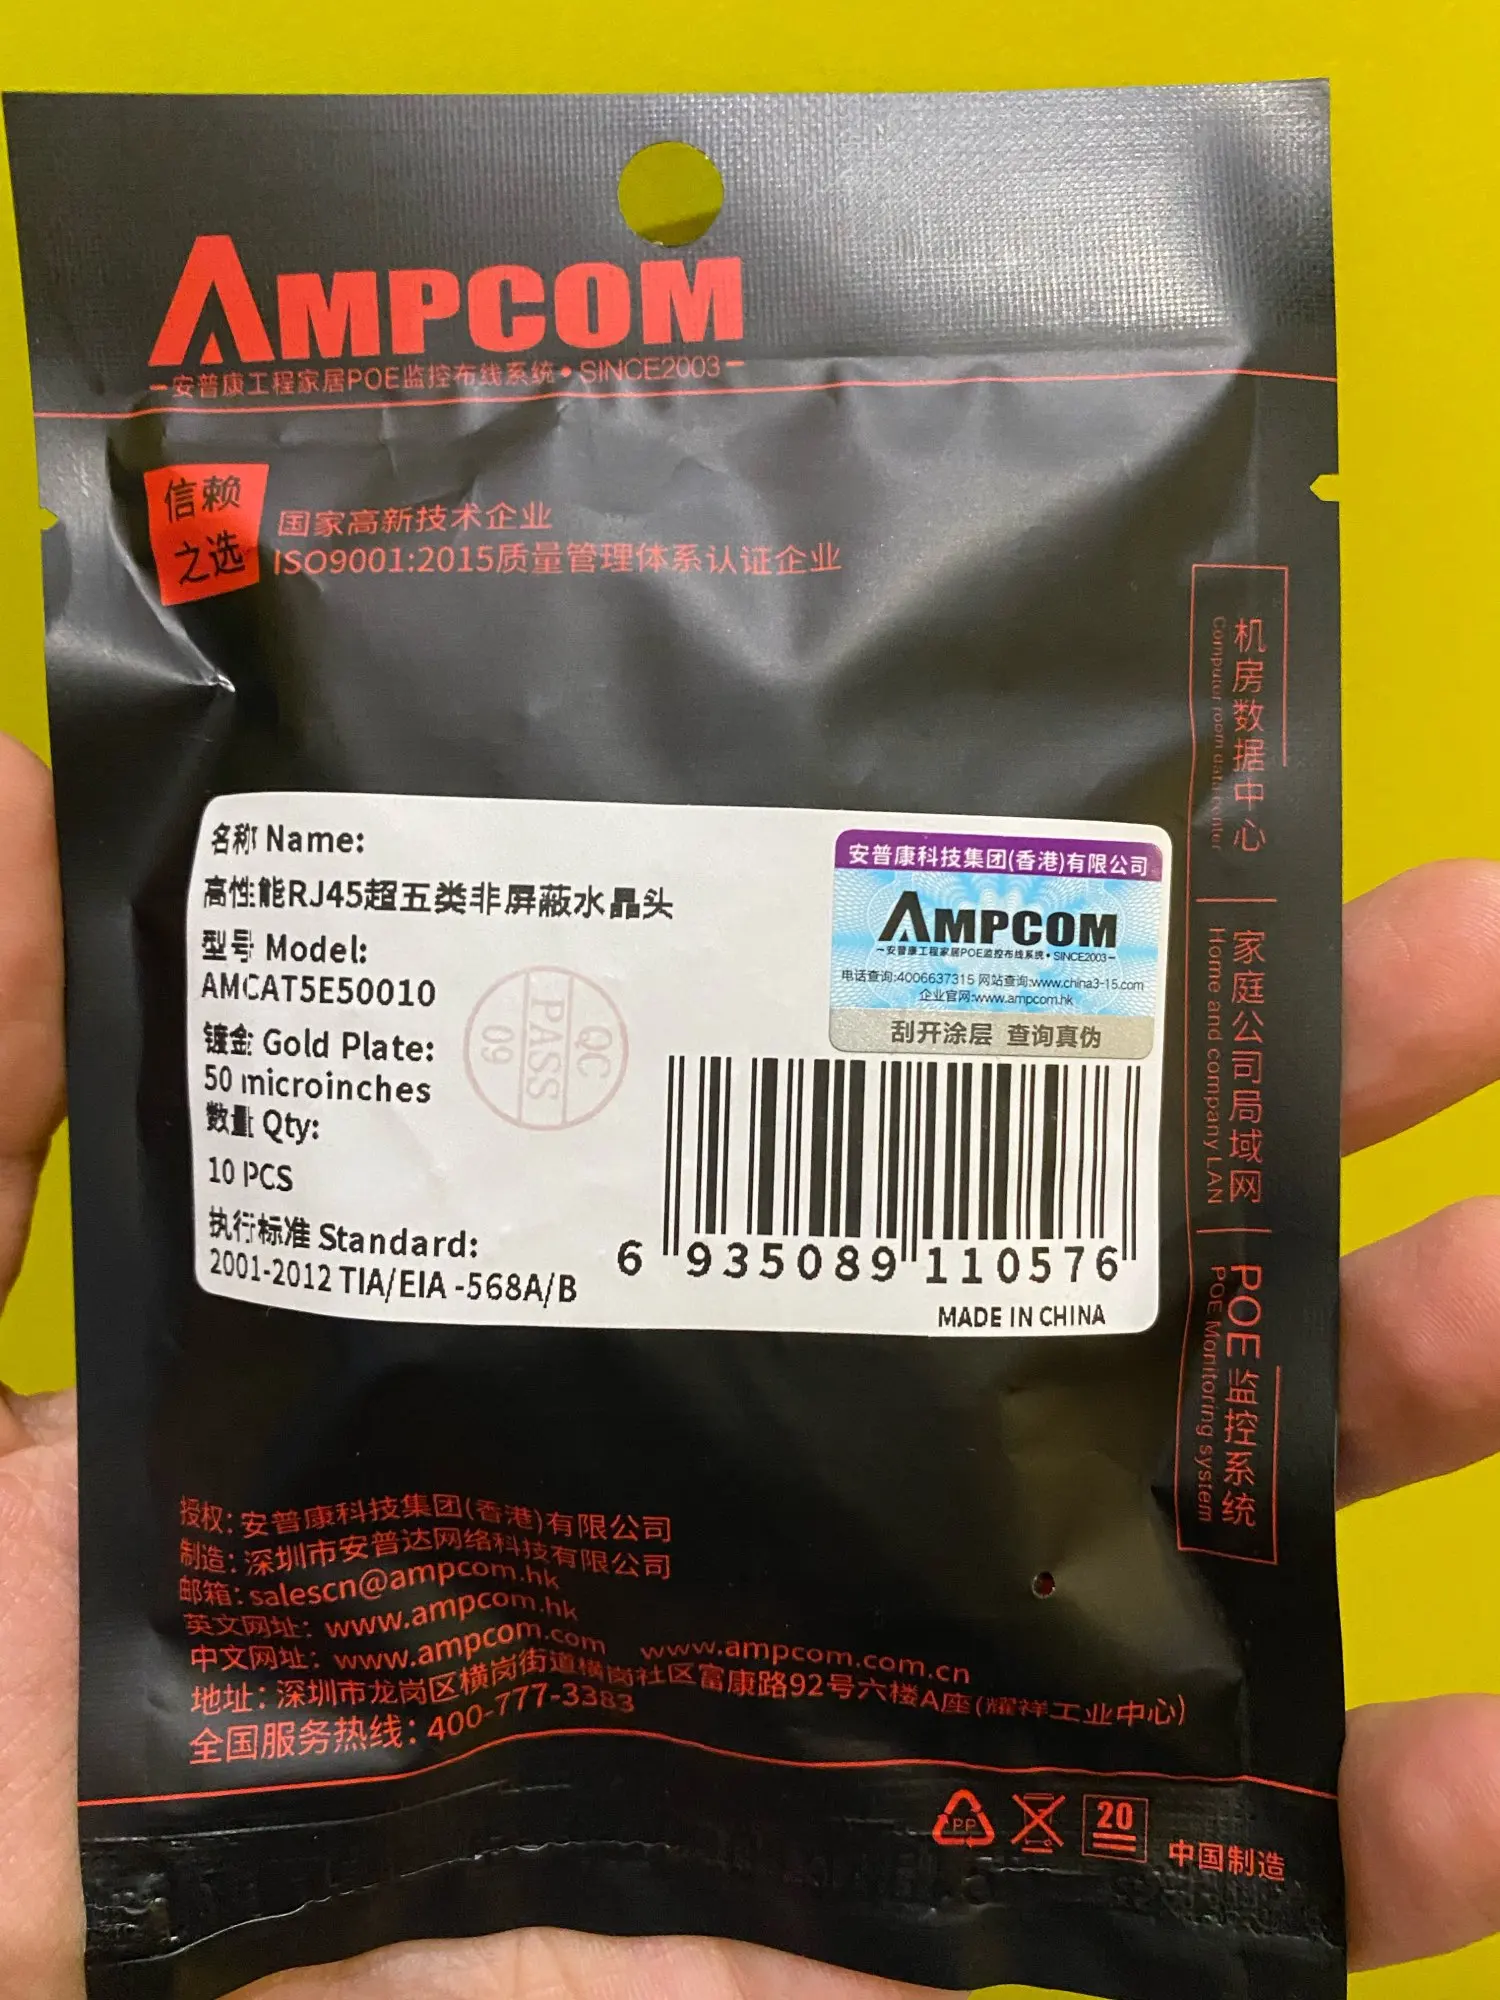 AMPCOM
安普康工程家居POE监控布线系统•SINCE2003
信赖
之选
国家高新技术企业
ISO9001:2015质量管理体系认证企业
机房数据中心
Computer room data center
家庭公司局域网
Home and company LAN
POE监控系统
POE Monitoring system
名称 Name:
高性能RJ45超五类非屏蔽水晶头
型号 Model:
AMCAT5E50010
镀金 Gold Plate:
50 microinches
数量 Qty:
10 PCS
执行标准 Standard:
2001-2012 TIA/EIA -568A/B
QC
PASS
09
安普康科技集团(香港)有限公司
AMPCOM
安普康工程家居POE监控布线系统•SINCE2003
电话查询:4006637315 网站查询:www.china3-15.com
企业官网:www.ampcom.hk
刮开涂层 查询真伪
6 935089 110576
MADE IN CHINA
授权: 安普康科技集团(香港)有限公司
制造: 深圳市安普达网络科技有限公司
邮箱: salescn@ampcom.hk
英文网址: www.ampcom.hk
中文网址: www.ampcom.com www.ampcom.com.cn
地址: 深圳市龙岗区横岗街道横岗社区富康路92号六楼A座(耀祥工业中心)
全国服务热线: 400-777-3383
PP
20
中国制造